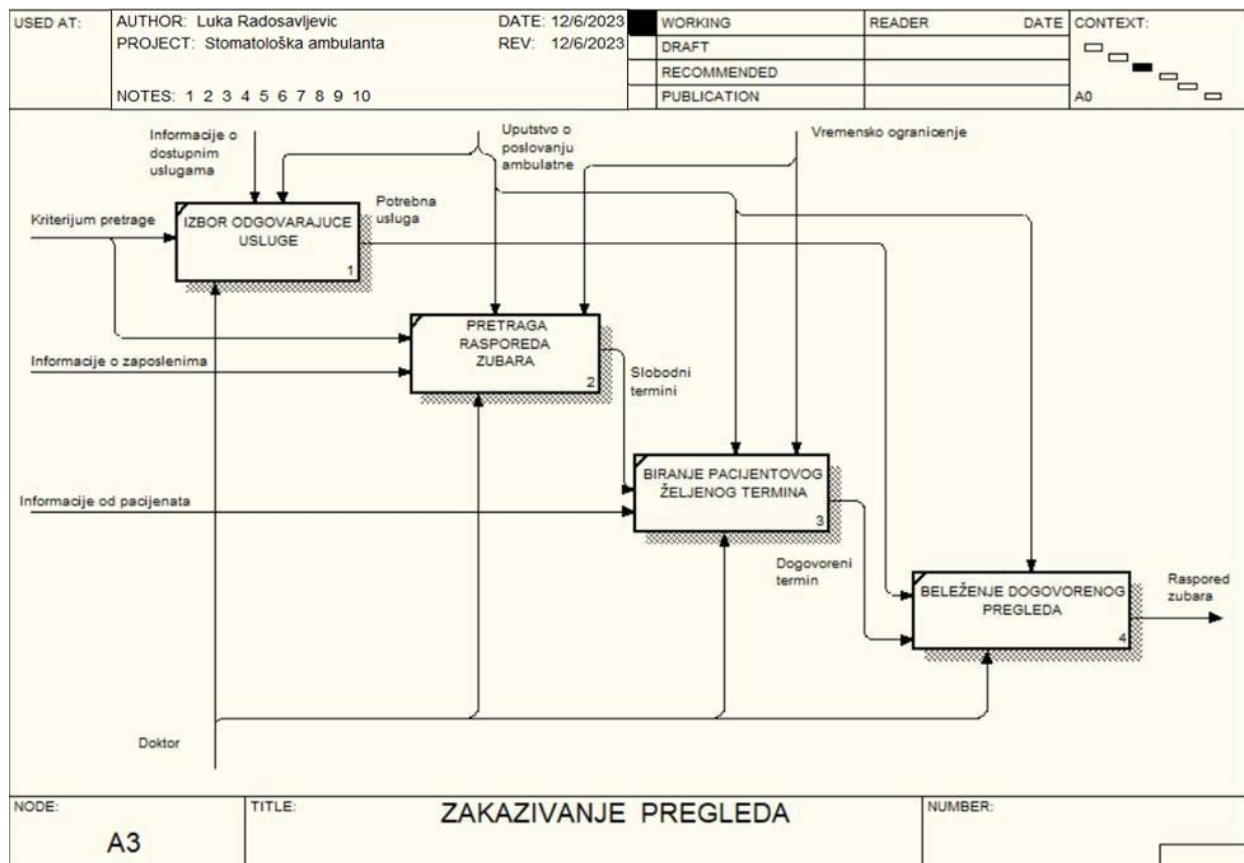 USED AT:
AUTHOR: Luka Radosavljevic
DATE: 12/6/2023
PROJECT: Stomatološka ambulanta
REV: 12/6/2023
NOTES: 1 2 3 4 5 6 7 8 9 10
WORKING
DRAFT
RECOMMENDED
PUBLICATION
READER
DATE
CONTEXT:
A0
Informacije o
dostupnim
uslugama
Uputstvo o
poslovanju
ambulatne
Vremensko ogranicenje
Kriterijum pretrage
IZBOR ODGOVARAJUCE
USLUGE
1
Potrebna
usluga
PRETRAGA
RASPOREDA
ZUBARA
2
Informacije o zaposlenima
Slobodni
termini
BIRANJE PACIJENTOVOG
ŽELJENOG TERMINA
3
Informacije od pacijenata
Dogovoreni
termin
BELEŽENJE DOGOVORENOG
PREGLEDA
4
Raspored
zubara
Doktor
NODE:
A3
TITLE:
ZAKAZIVANJE PREGLEDA
NUMBER: